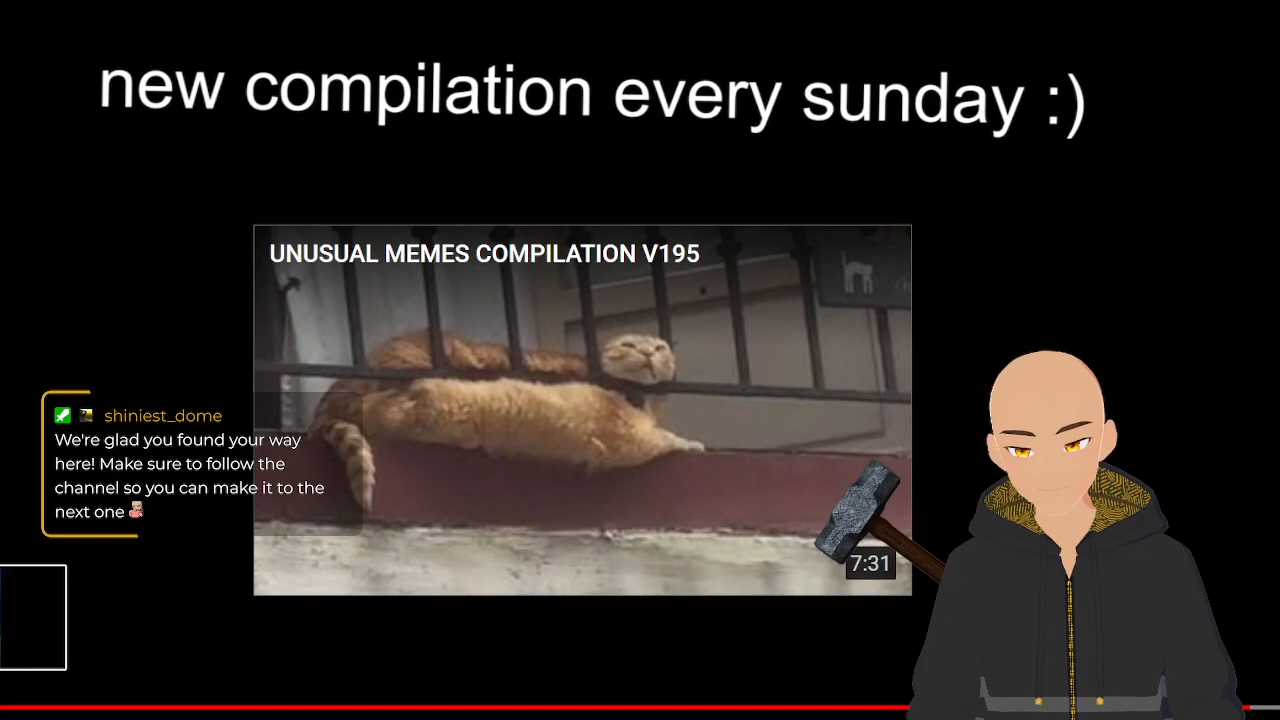 new compilation every sunday :)
UNUSUAL MEMES COMPILATION V195
shiniest_dome
We're glad you found your way
here! Make sure to follow the
channel so you can make it to the
next one
7:31